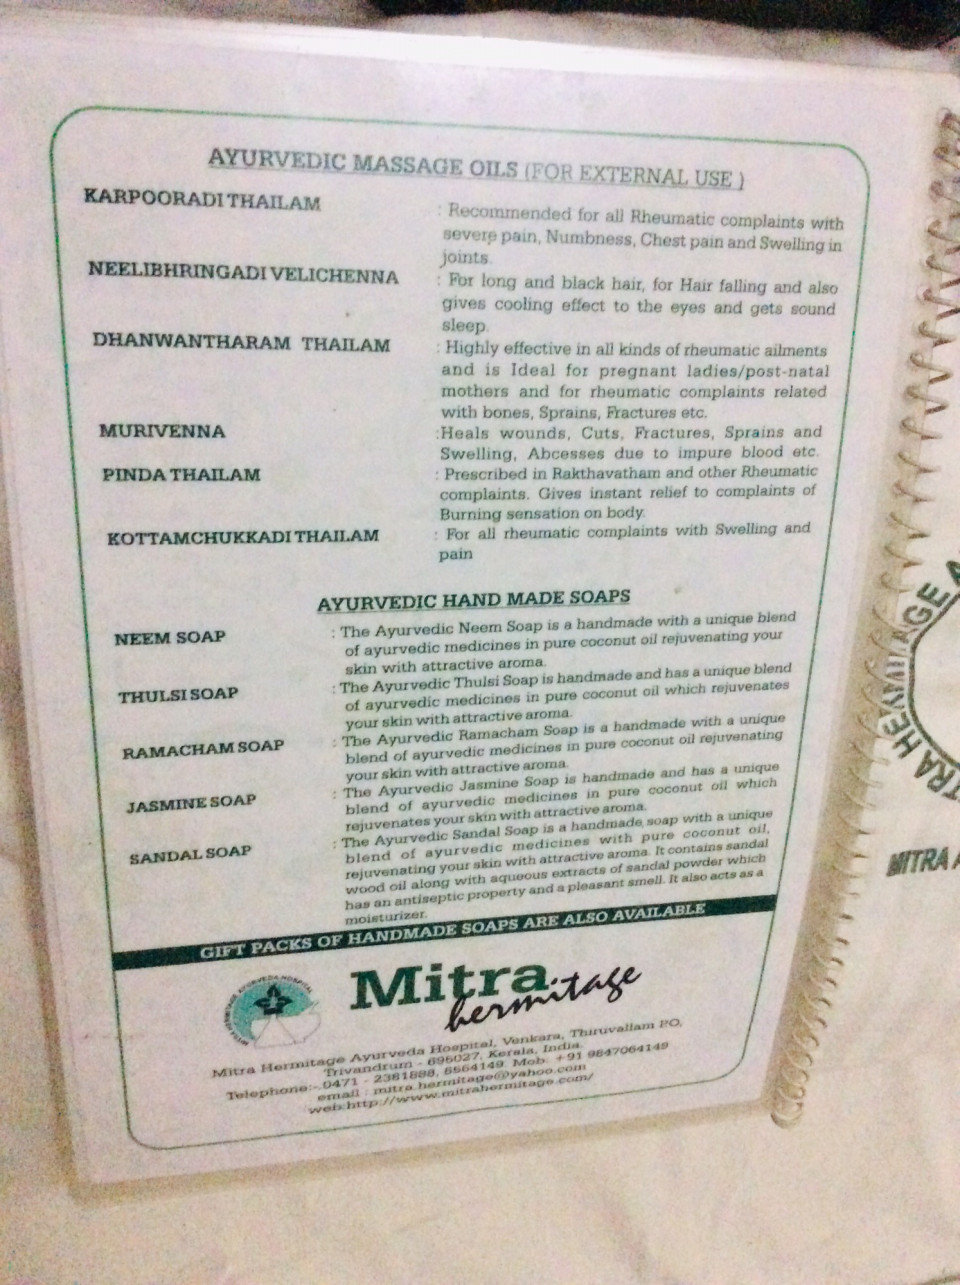 AYURVEDIC MASSAGE OILS (FOR EXTERNAL USE )
KARPOORADI THAILAM : Recommended for all Rheumatic complaints with
severe pain, Numbness, Chest pain and Swelling in
joints.
NEELIBHRINGADI VELICHENNA : For long and black hair, for Hair falling and also
gives cooling effect to the eyes and gets sound
sleep.
DHANWANTHARAM THAILAM : Highly effective in all kinds of rheumatic ailments
and is Ideal for pregnant ladies/post-natal
mothers and for rheumatic complaints related
with bones, Sprains, Fractures etc.
MURIVENNA :Heals wounds, Cuts, Fractures, Sprains and
Swelling, Abcesses due to impure blood etc.
PINDA THAILAM : Prescribed in Rakthavatham and other Rheumatic
complaints. Gives instant relief to complaints of
Burning sensation on body.
KOTTAMCHUKKADI THAILAM : For all rheumatic complaints with Swelling and
pain
AYURVEDIC HAND MADE SOAPS
NEEM SOAP : The Ayurvedic Neem Soap is a handmade with a unique blend
of ayurvedic medicines in pure coconut oil rejuvenating your
skin with attractive aroma.
THULSI SOAP : The Ayurvedic Thulsi Soap is handmade and has a unique blend
of ayurvedic medicines in pure coconut oil which rejuvenates
your skin with attractive aroma.
RAMACHAM SOAP : The Ayurvedic Ramacham Soap is a handmade with a unique
blend of ayurvedic medicines in pure coconut oil rejuvenating
your skin with attractive aroma.
JASMINE SOAP : The Ayurvedic Jasmine Soap is handmade and has a unique
blend of ayurvedic medicines in pure coconut oil which
rejuvenates your skin with attractive aroma.
SANDAL SOAP : The Ayurvedic Sandal Soap is a handmade soap with a unique
blend of ayurvedic medicines with pure coconut oil,
rejuvenating your skin with attractive aroma. It contains sandal
wood oil along with aqueous extracts of sandal powder which
has an antiseptic property and a pleasant smell. It also acts as a
moisturizer.
GIFT PACKS OF HANDMADE SOAPS ARE ALSO AVAILABLE
MITRA HERMITAGE AYURVEDA HOSPITAL
Mitra
hermitage
Mitra Hermitage Ayurveda Hospital, Venkara, Thiruvallam PO,
Trivandrum - 695027, Kerala, India.
Telephone:- 0471 - 2381888, 6564149 Mob: +91 9847064149
email : mitra.hermitage@yahoo.com
web:http://www.mitrahermitage.com/
HERMITAGE
MITRA